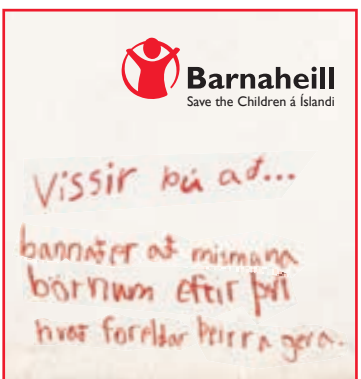 Barnaheill
Save the Children á Íslandi
Vissir þú að...
bannað er að mismuna
börnum eftir því
hvað foreldar þeirra gera.